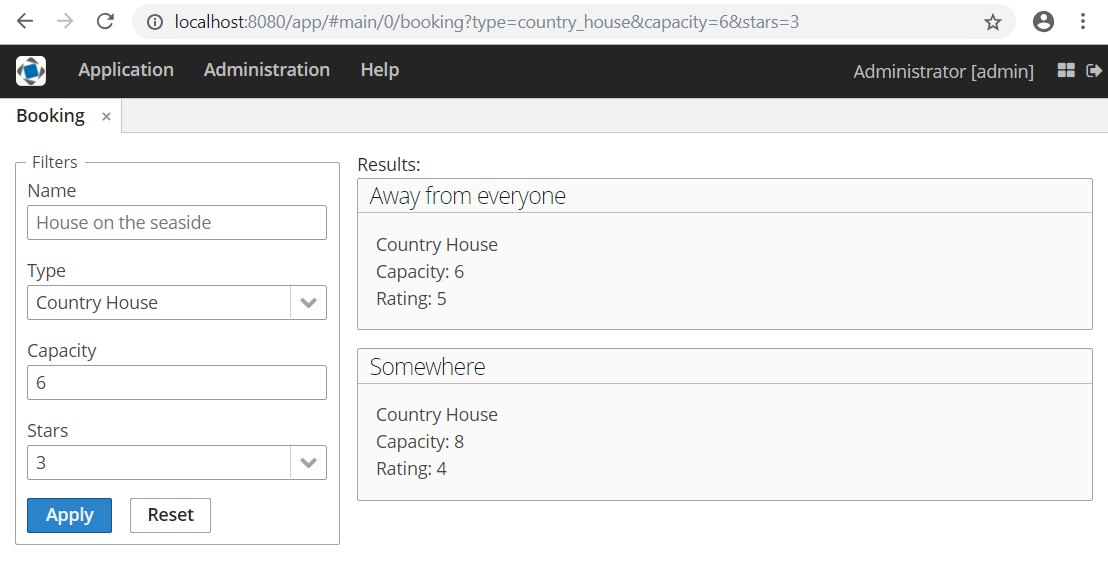 localhost:8080/app/#main/0/booking?type=country_house&capacity=6&stars=3
Application Administration Help Administrator [admin]
Booking ×
Filters
Name
House on the seaside
Type
Country House
Capacity
6
Stars
3
Apply Reset
Results:
Away from everyone
Country House
Capacity: 6
Rating: 5
Somewhere
Country House
Capacity: 8
Rating: 4